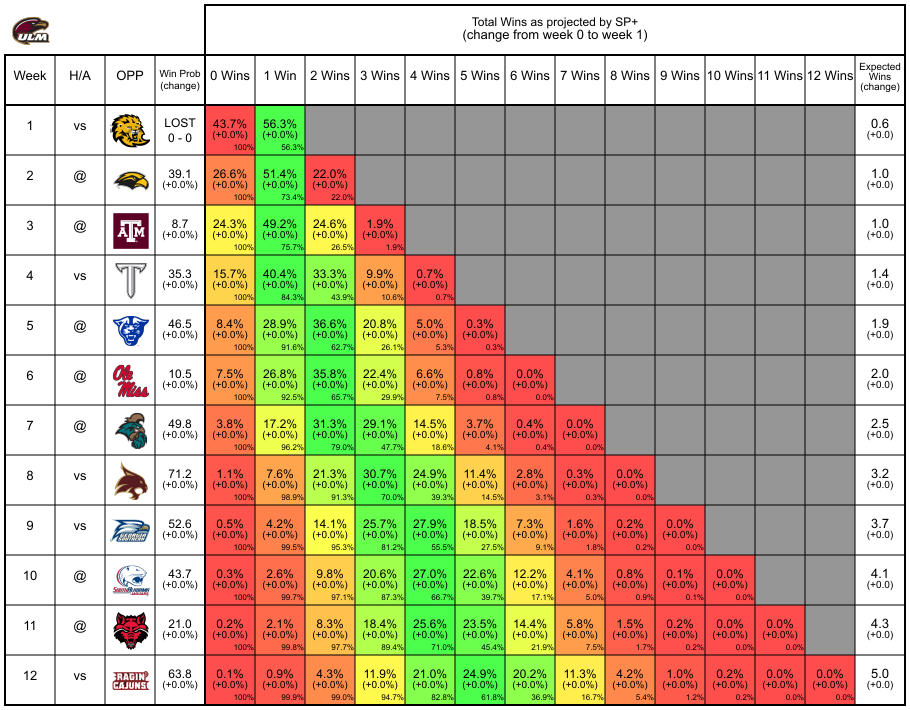 ULM
Total Wins as projected by SP+
(change from week 0 to week 1)
Week H/A OPP Win Prob (change) 0 Wins 1 Win 2 Wins 3 Wins 4 Wins 5 Wins 6 Wins 7 Wins 8 Wins 9 Wins 10 Wins 11 Wins 12 Wins Expected Wins (change)
1 vs LOST 43.7% 56.3% 0.6
0 - 0 (+0.0%) (+0.0%) (+0.0)
100% 56.3%
2 @ 39.1 26.6% 51.4% 22.0% 1.0
(+0.0%) (+0.0%) (+0.0%) (+0.0%) (+0.0)
100% 73.4% 22.0%
3 @ ATM 8.7 24.3% 49.2% 24.6% 1.9% 1.0
(+0.0%) (+0.0%) (+0.0%) (+0.0%) (+0.0%) (+0.0)
100% 75.7% 26.5% 1.9%
4 vs T 35.3 15.7% 40.4% 33.3% 9.9% 0.7% 1.4
(+0.0%) (+0.0%) (+0.0%) (+0.0%) (+0.0%) (+0.0%) (+0.0)
100% 84.3% 43.9% 10.6% 0.7%
5 @ 46.5 8.4% 28.9% 36.6% 20.8% 5.0% 0.3% 1.9
(+0.0%) (+0.0%) (+0.0%) (+0.0%) (+0.0%) (+0.0%) (+0.0%) (+0.0)
100% 91.6% 62.7% 26.1% 5.3% 0.3%
6 @ Ole Miss 10.5 7.5% 26.8% 35.8% 22.4% 6.6% 0.8% 0.0% 2.0
(+0.0%) (+0.0%) (+0.0%) (+0.0%) (+0.0%) (+0.0%) (+0.0%) (+0.0%) (+0.0)
100% 92.5% 65.7% 29.9% 7.5% 0.8% 0.0%
7 @ 49.8 3.8% 17.2% 31.3% 29.1% 14.5% 3.7% 0.4% 0.0% 2.5
(+0.0%) (+0.0%) (+0.0%) (+0.0%) (+0.0%) (+0.0%) (+0.0%) (+0.0%) (+0.0%) (+0.0)
100% 96.2% 79.0% 47.7% 18.6% 4.1% 0.4% 0.0%
8 vs 71.2 1.1% 7.6% 21.3% 30.7% 24.9% 11.4% 2.8% 0.3% 0.0% 3.2
(+0.0%) (+0.0%) (+0.0%) (+0.0%) (+0.0%) (+0.0%) (+0.0%) (+0.0%) (+0.0%) (+0.0%) (+0.0)
100% 98.9% 91.3% 70.0% 39.3% 14.5% 3.1% 0.3% 0.0%
9 vs GEORGIA SOUTHERN 52.6 0.5% 4.2% 14.1% 25.7% 27.9% 18.5% 7.3% 1.6% 0.2% 0.0% 3.7
(+0.0%) (+0.0%) (+0.0%) (+0.0%) (+0.0%) (+0.0%) (+0.0%) (+0.0%) (+0.0%) (+0.0%) (+0.0%) (+0.0)
100% 99.5% 95.3% 81.2% 55.5% 27.5% 9.1% 1.8% 0.2% 0.0%
10 @ SOUTH ALABAMA JAGUARS 43.7 0.3% 2.6% 9.8% 20.6% 27.0% 22.6% 12.2% 4.1% 0.8% 0.1% 0.0% 4.1
(+0.0%) (+0.0%) (+0.0%) (+0.0%) (+0.0%) (+0.0%) (+0.0%) (+0.0%) (+0.0%) (+0.0%) (+0.0%) (+0.0%) (+0.0)
100% 99.7% 97.1% 87.3% 66.7% 39.7% 17.1% 5.0% 0.9% 0.1% 0.0%
11 @ 21.0 0.2% 2.1% 8.3% 18.4% 25.6% 23.5% 14.4% 5.8% 1.5% 0.2% 0.0% 0.0% 4.3
(+0.0%) (+0.0%) (+0.0%) (+0.0%) (+0.0%) (+0.0%) (+0.0%) (+0.0%) (+0.0%) (+0.0%) (+0.0%) (+0.0%) (+0.0%) (+0.0)
100% 99.8% 97.7% 89.4% 71.0% 45.4% 21.9% 7.5% 1.7% 0.2% 0.0% 0.0%
12 vs RAGIN' CAJUNS 63.8 0.1% 0.9% 4.3% 11.9% 21.0% 24.9% 20.2% 11.3% 4.2% 1.0% 0.2% 0.0% 0.0% 5.0
(+0.0%) (+0.0%) (+0.0%) (+0.0%) (+0.0%) (+0.0%) (+0.0%) (+0.0%) (+0.0%) (+0.0%) (+0.0%) (+0.0%) (+0.0%) (+0.0%) (+0.0)
100% 99.9% 99.0% 94.7% 82.8% 61.8% 36.9% 16.7% 5.4% 1.2% 0.2% 0.0% 0.0%